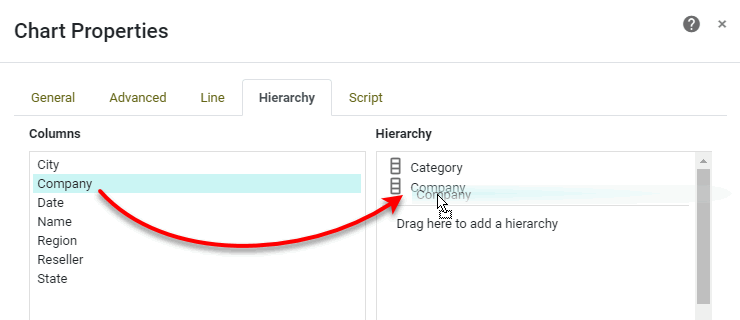 Chart Properties
? ×
General Advanced Line Hierarchy Script
Columns
City
Company
Date
Name
Region
Reseller
State
Hierarchy
Category
Company
Company
Drag here to add a hierarchy